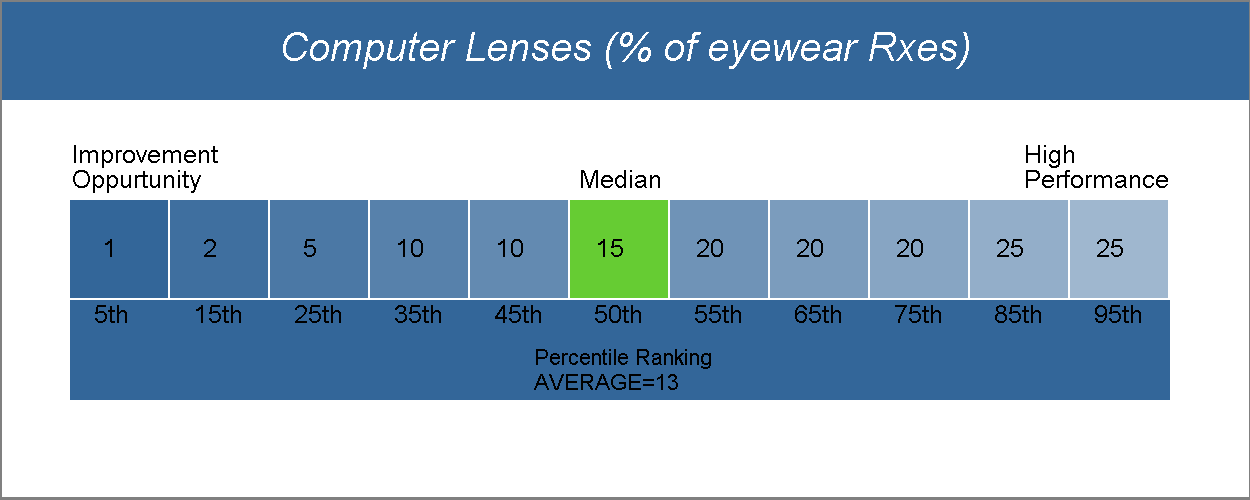 Computer Lenses (% of eyewear Rxes)
Improvement
Oppurtunity
Median
High
Performance
1 2 5 10 10 15 20 20 20 25 25
5th 15th 25th 35th 45th 50th 55th 65th 75th 85th 95th
Percentile Ranking
AVERAGE=13